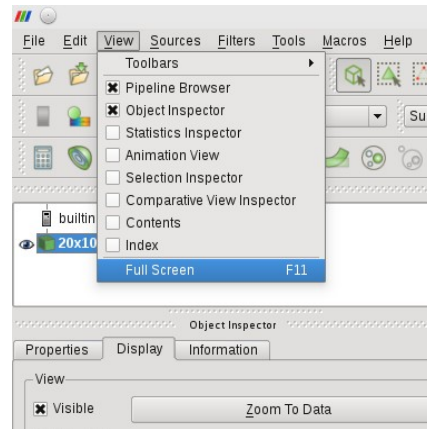 File Edit View Sources Filters Tools Macros Help
Toolbars
Pipeline Browser
Object Inspector
Statistics Inspector
Su
Animation View
Selection Inspector
Comparative View Inspector
builtin
Contents
20x10
Index
Full Screen F11
Object Inspector
Properties Display Information
View
Visible Zoom To Data